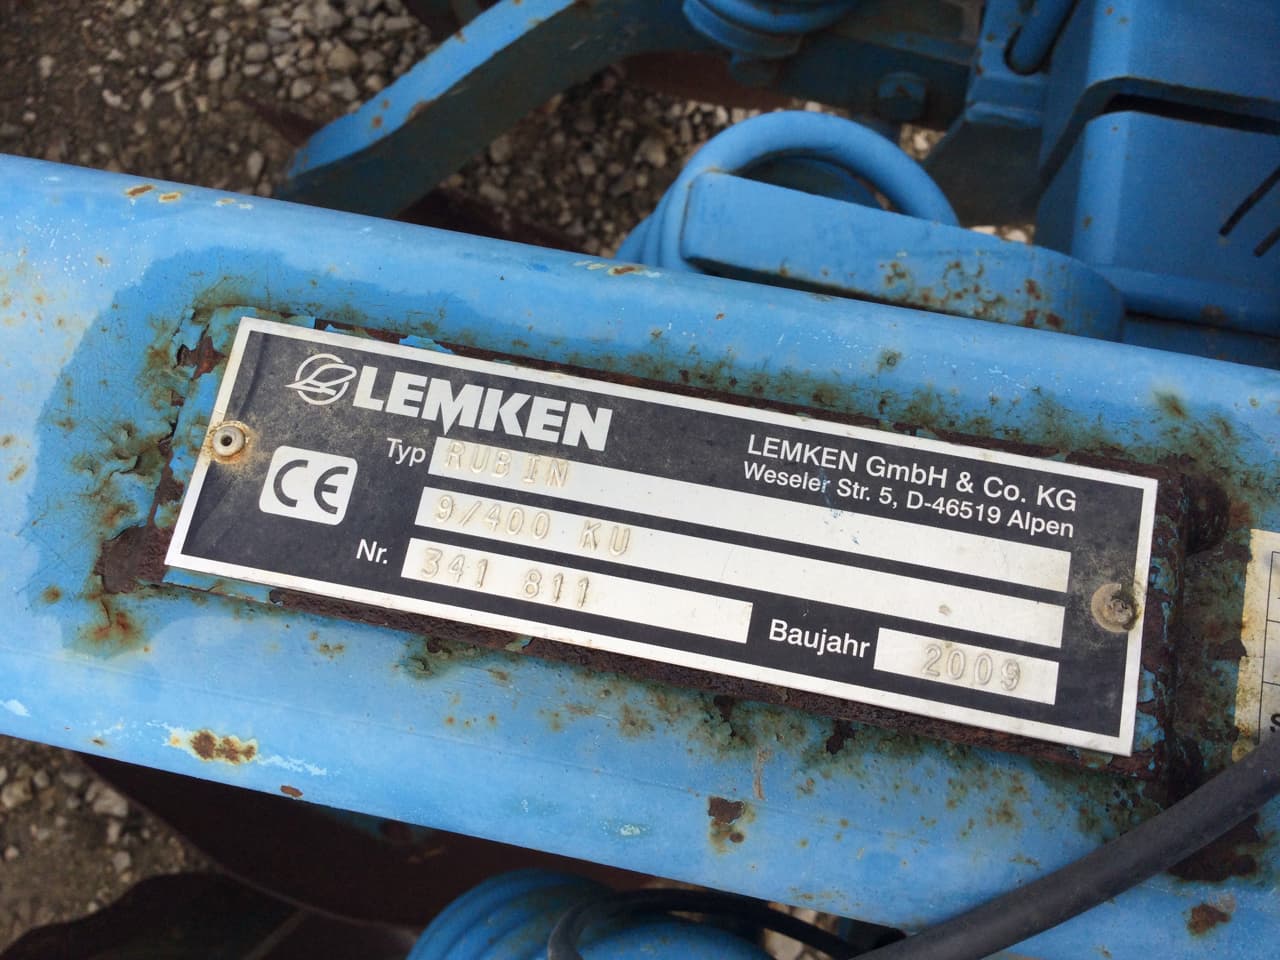 LEMKEN
LEMKEN GmbH & Co. KG
Weseler Str. 5, D-46519 Alpen
CE
Typ RUBIN
9/400 KU
Nr. 341 811
Baujahr 2009